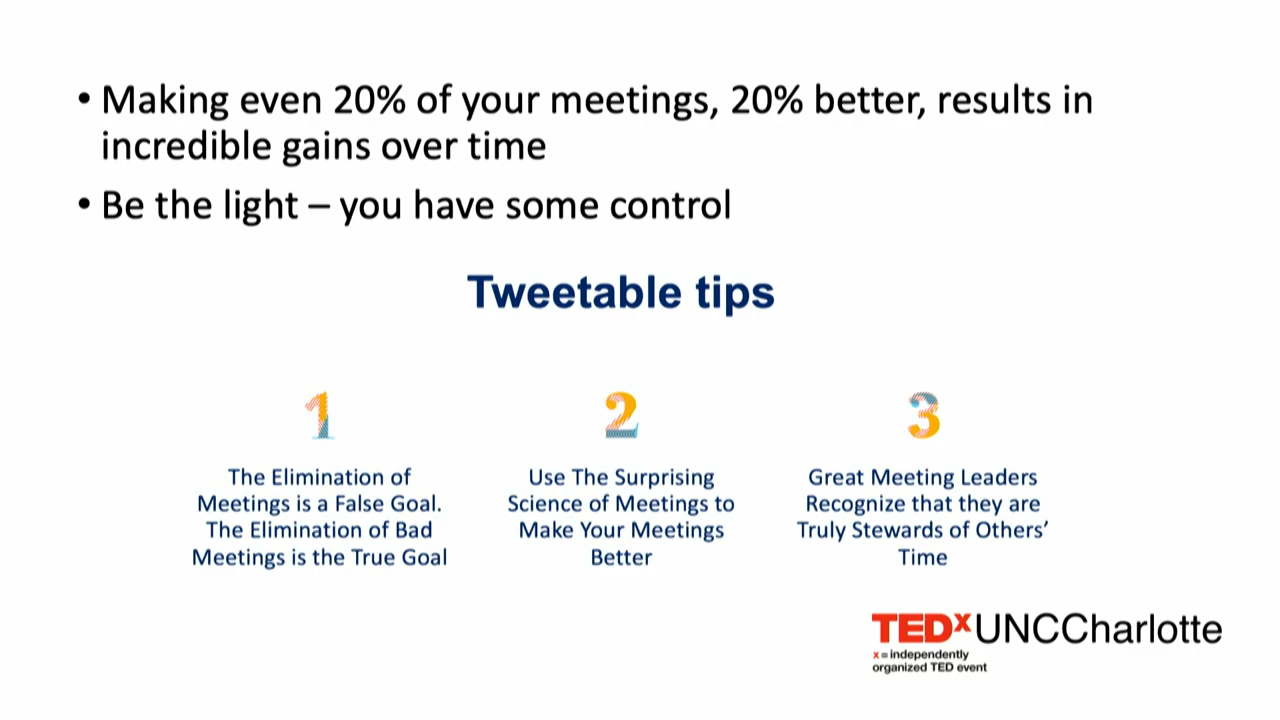 • Making even 20% of your meetings, 20% better, results in
incredible gains over time
• Be the light – you have some control
Tweetable tips
1
The Elimination of
Meetings is a False Goal.
The Elimination of Bad
Meetings is the True Goal
2
Use The Surprising
Science of Meetings to
Make Your Meetings
Better
3
Great Meeting Leaders
Recognize that they are
Truly Stewards of Others’
Time
TEDxUNCCharlotte
x = independently
organized TED event